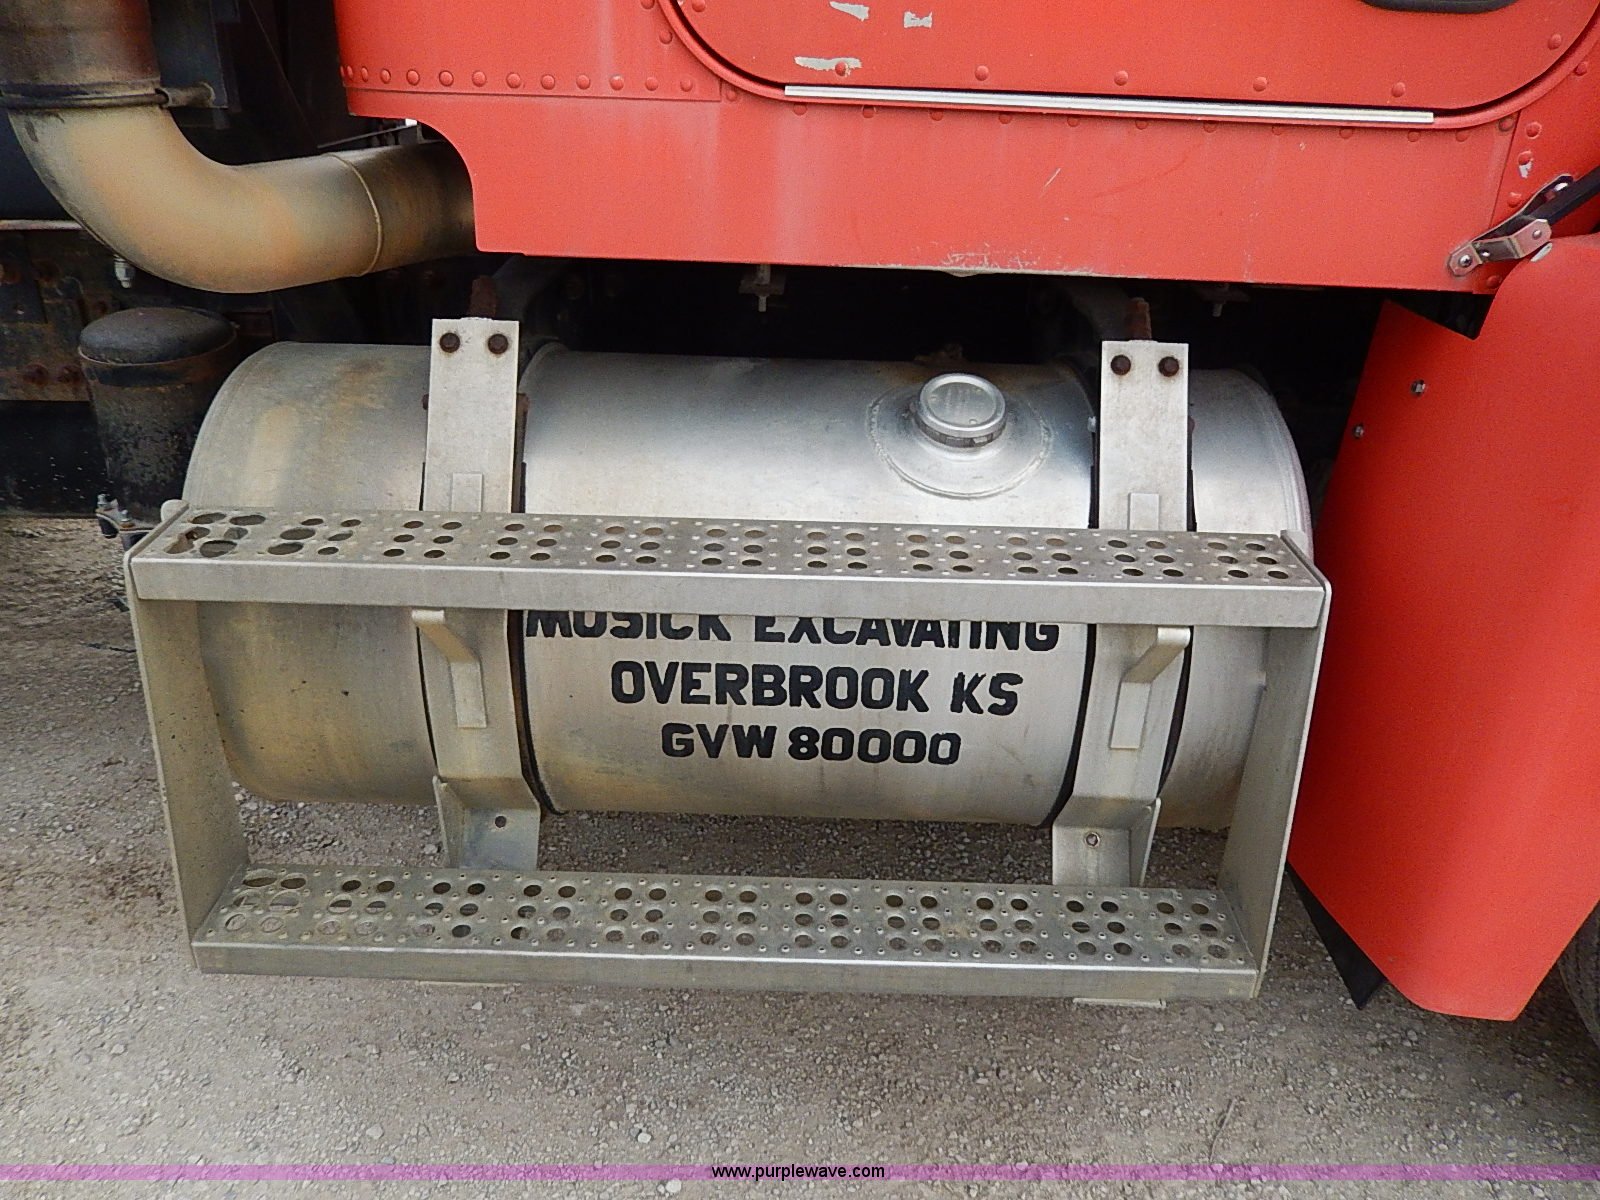 MUSICK EXCAVATING
OVERBROOK KS
GVW 80000
www.purplewave.com